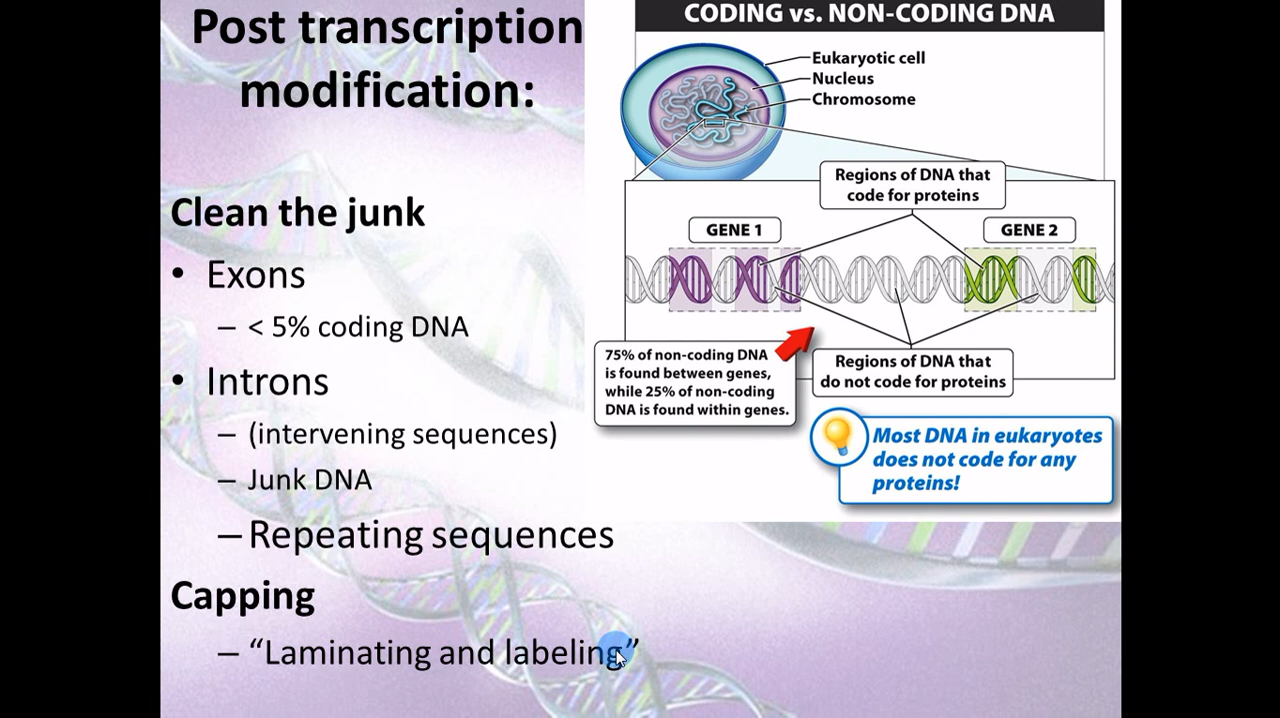 Post transcription
modification:
Clean the junk
• Exons
– < 5% coding DNA
• Introns
– (intervening sequences)
– Junk DNA
– Repeating sequences
Capping
– “Laminating and labeling”
CODING vs. NON-CODING DNA
Eukaryotic cell
Nucleus
Chromosome
Regions of DNA that
code for proteins
GENE 1
GENE 2
75% of non-coding DNA
is found between genes,
while 25% of non-coding
DNA is found within genes.
Regions of DNA that
do not code for proteins
Most DNA in eukaryotes
does not code for any
proteins!